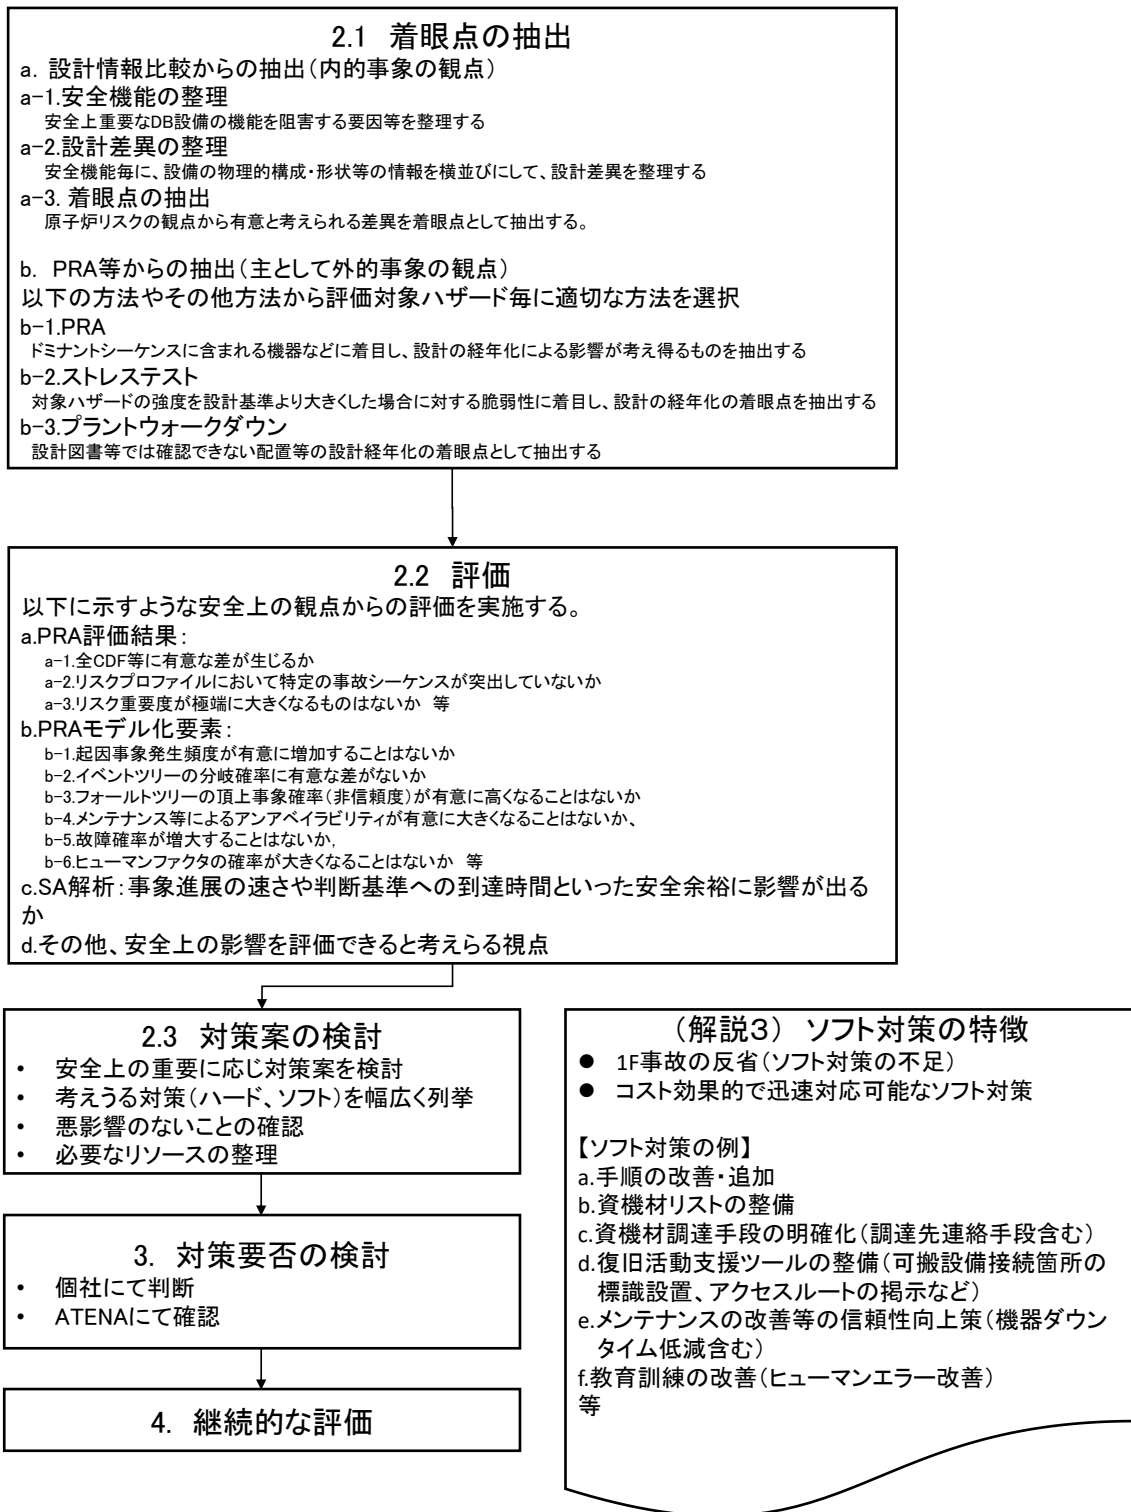 2.1 着眼点の抽出
a. 設計情報比較からの抽出（内的事象の観点）
a-1.安全機能の整理
安全上重要なDB設備の機能を阻害する要因等を整理する
a-2.設計差異の整理
安全機能毎に、設備の物理的構成・形状等の情報を横並びにして、設計差異を整理する
a-3. 着眼点の抽出
原子炉リスクの観点から有意と考えられる差異を着眼点として抽出する。
b. PRA等からの抽出（主として外的事象の観点）
以下の方法やその他方法から評価対象ハザード毎に適切な方法を選択
b-1.PRA
ドミナントシーケンスに含まれる機器などに着目し、設計の経年化による影響が考え得るものを抽出する
b-2.ストレステスト
対象ハザードの強度を設計基準より大きくした場合に対する脆弱性に着目し、設計の経年化の着眼点を抽出する
b-3.プラントウォークダウン
設計図書等では確認できない配置等の設計経年化の着眼点として抽出する
2.2 評価
以下に示すような安全上の観点からの評価を実施する。
a.PRA評価結果：
a-1.全CDF等に有意な差が生じるか
a-2.リスクプロファイルにおいて特定の事故シーケンスが突出していないか
a-3.リスク重要度が極端に大きくなるものはないか 等
b.PRAモデル化要素：
b-1.起因事象発生頻度が有意に増加することはないか
b-2.イベントツリーの分岐確率に有意な差がないか
b-3.フォールトツリーの頂上事象確率（非信頼度）が有意に高くなることはないか
b-4.メンテナンス等によるアンアベイラビリティが有意に大きくなることはないか、
b-5.故障確率が増大することはないか,
b-6.ヒューマンファクタの確率が大きくなることはないか 等
c.SA解析：事象進展の速さや判断基準への到達時間といった安全余裕に影響が出る
か
d.その他、安全上の影響を評価できると考えらる視点
2.3 対策案の検討
• 安全上の重要に応じ対策案を検討
• 考えうる対策（ハード、ソフト）を幅広く列挙
• 悪影響のないことの確認
• 必要なリソースの整理
3. 対策要否の検討
• 個社にて判断
• ATENAにて確認
4. 継続的な評価
（解説３） ソフト対策の特徴
● 1F事故の反省（ソフト対策の不足）
● コスト効果的で迅速対応可能なソフト対策
【ソフト対策の例】
a.手順の改善・追加
b.資機材リストの整備
c.資機材調達手段の明確化（調達先連絡手段含む）
d.復旧活動支援ツールの整備（可搬設備接続箇所の
標識設置、アクセスルートの掲示など）
e.メンテナンスの改善等の信頼性向上策（機器ダウン
タイム低減含む）
f.教育訓練の改善（ヒューマンエラー改善）
等